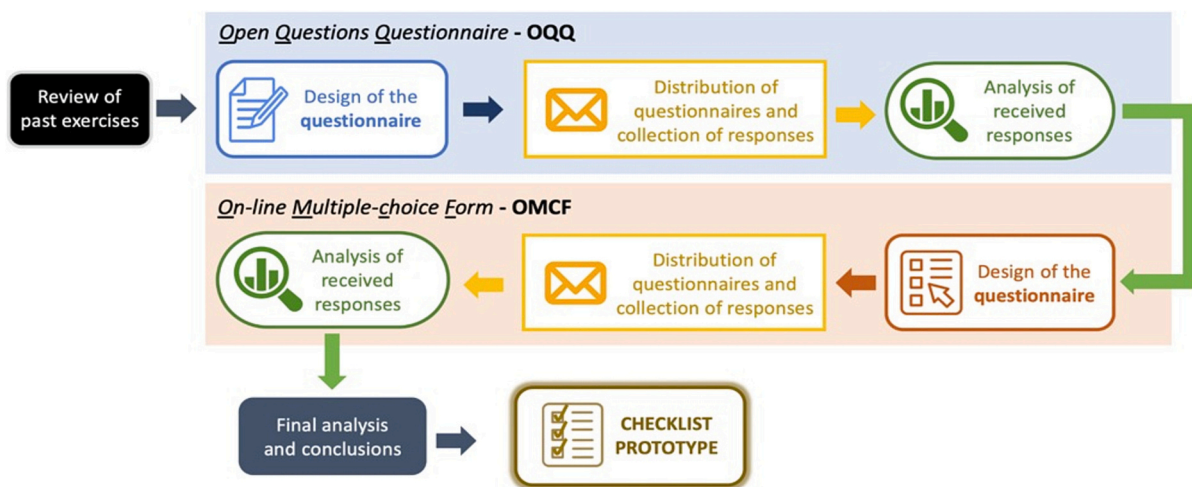 Open Questions Questionnaire - OQQ
Review of
past exercises
Design of the
questionnaire
Distribution of
questionnaires and
collection of responses
Analysis of
received
responses
On-line Multiple-choice Form - OMCF
Analysis of
received
responses
Distribution of
questionnaires and
collection of responses
Design of the
questionnaire
Final analysis
and conclusions
CHECKLIST
PROTOTYPE